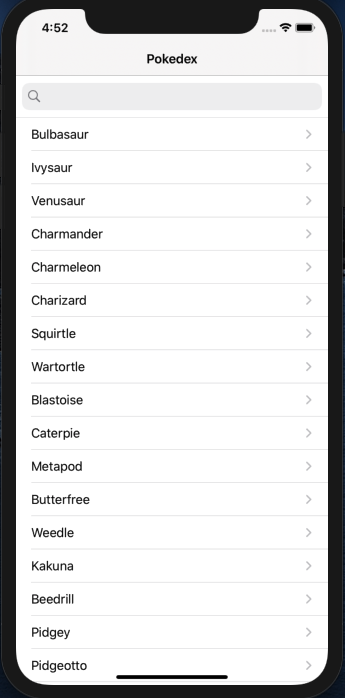 4:52
Pokedex
Bulbasaur
Ivysaur
Venusaur
Charmander
Charmeleon
Charizard
Squirtle
Wartortle
Blastoise
Caterpie
Metapod
Butterfree
Weedle
Kakuna
Beedrill
Pidgey
Pidgeotto